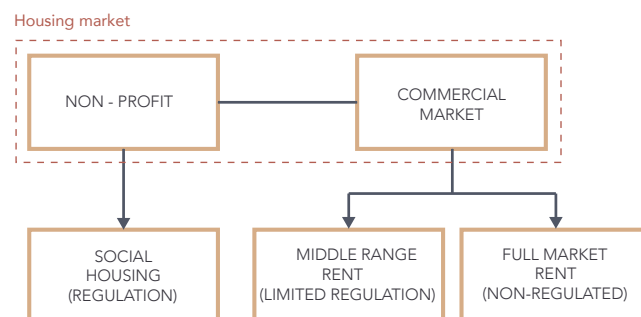 Housing market
NON - PROFIT
COMMERCIAL
MARKET
SOCIAL
HOUSING
(REGULATION)
MIDDLE RANGE
RENT
(LIMITED REGULATION)
FULL MARKET
RENT
(NON-REGULATED)